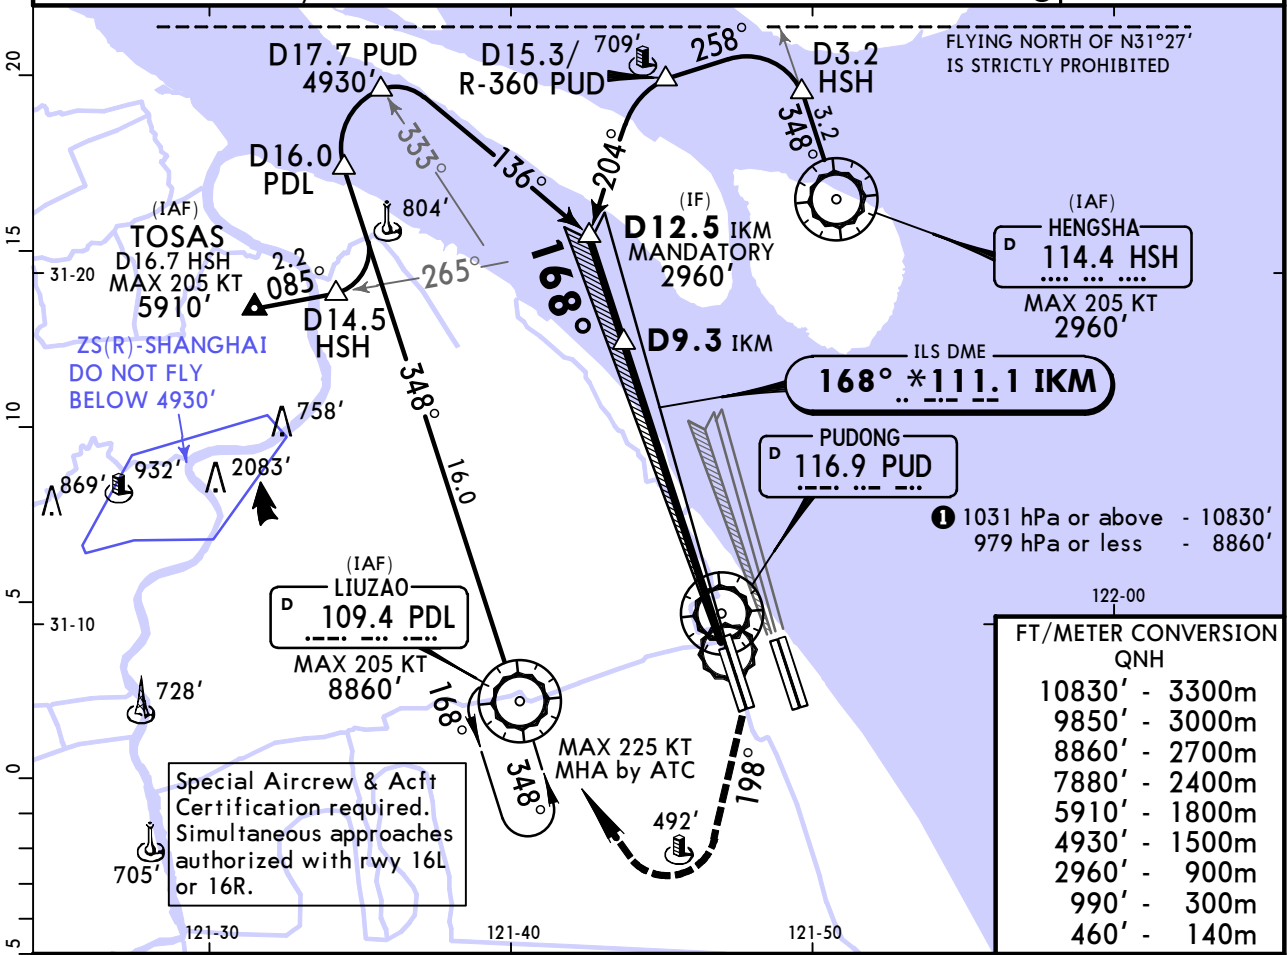 FLYING NORTH OF N31°27'
IS STRICTLY PROHIBITED
D17.7 PUD
4930'
D15.3/
R-360 PUD
709'
258°
D3.2
HSH
3.2
348°
333°
136°
204°
D16.0
PDL
804'
(IAF)
TOSAS
D16.7 HSH
MAX 205 KT
5910'
2.2
085°
265°
D14.5
HSH
(IF)
D12.5 IKM
MANDATORY
2960'
168°
D9.3 IKM
(IAF)
HENGSHA
D 114.4 HSH
MAX 205 KT
2960'
ILS DME
168° *111.1 IKM
PUDONG
D 116.9 PUD
ZS(R)-SHANGHAI
DO NOT FLY
BELOW 4930'
758'
869'
932'
2083'
348°
16.0
1 1031 hPa or above - 10830'
979 hPa or less - 8860'
(IAF)
LIUZAO
D 109.4 PDL
MAX 205 KT
8860'
168°
348°
728'
705'
MAX 225 KT
MHA by ATC
198°
492'
Special Aircrew & Acft
Certification required.
Simultaneous approaches
authorized with rwy 16L
or 16R.
122-00
FT/METER CONVERSION
QNH
10830' - 3300m
9850' - 3000m
8860' - 2700m
7880' - 2400m
5910' - 1800m
4930' - 1500m
2960' - 900m
990' - 300m
460' - 140m
20
15
31-20
10
5
31-10
0
5
121-30
121-40
121-50